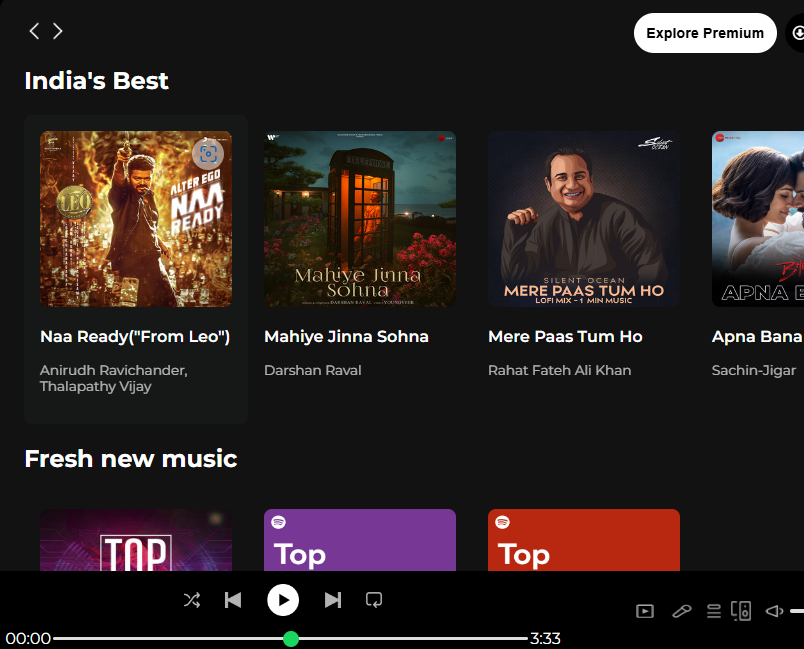 Explore Premium
India's Best
LEO
ALTER EGO
NAA
READY
Mahiye Jinna
Sohna
DARSHAN RAVAL
SILENT OCEAN
MERE PAAS TUM HO
LOFI MIX - 1 MIN MUSIC
APNA B
Naa Ready("From Leo")
Mahiye Jinna Sohna
Mere Paas Tum Ho
Apna Bana
Anirudh Ravichander,
Thalapathy Vijay
Darshan Raval
Rahat Fateh Ali Khan
Sachin-Jigar
Fresh new music
TOP
Top
Top
00:00
3:33